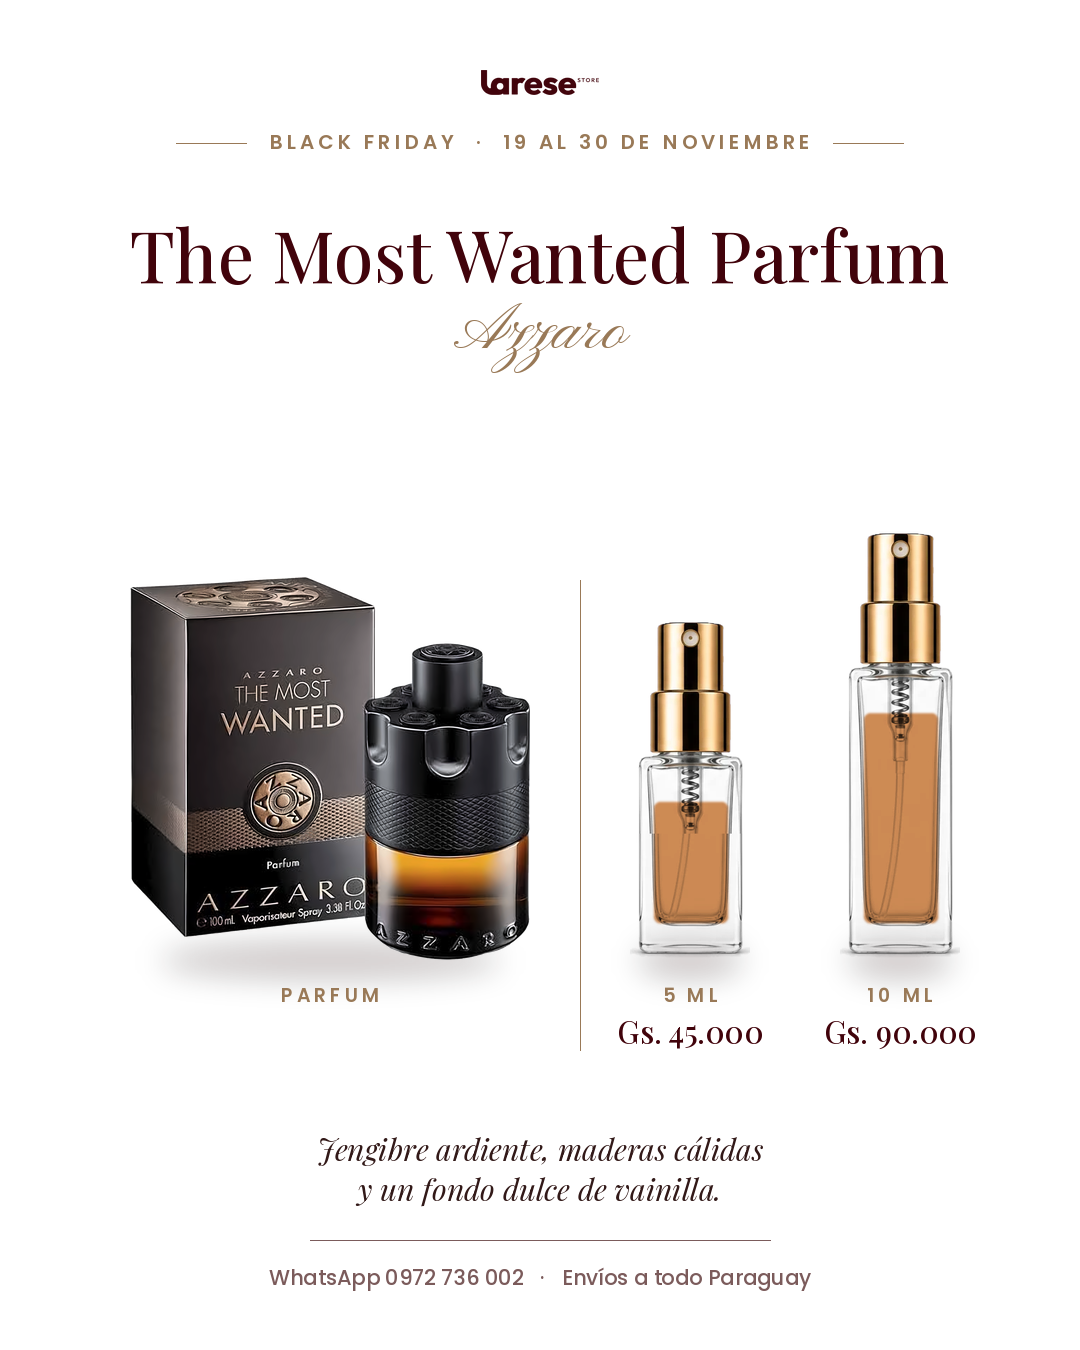 larese STORE
BLACK FRIDAY · 19 AL 30 DE NOVIEMBRE
The Most Wanted Parfum
Azzaro
AZZARO
THE MOST
WANTED
AZZARO
Parfum
AZZARO
e 100 ml. Vaporisateur Spray 3.38 Fl.Oz
AZZARO
PARFUM
5 ML
Gs. 45.000
10 ML
Gs. 90.000
Jengibre ardiente, maderas cálidas
y un fondo dulce de vainilla.
WhatsApp 0972 736 002 · Envíos a todo Paraguay